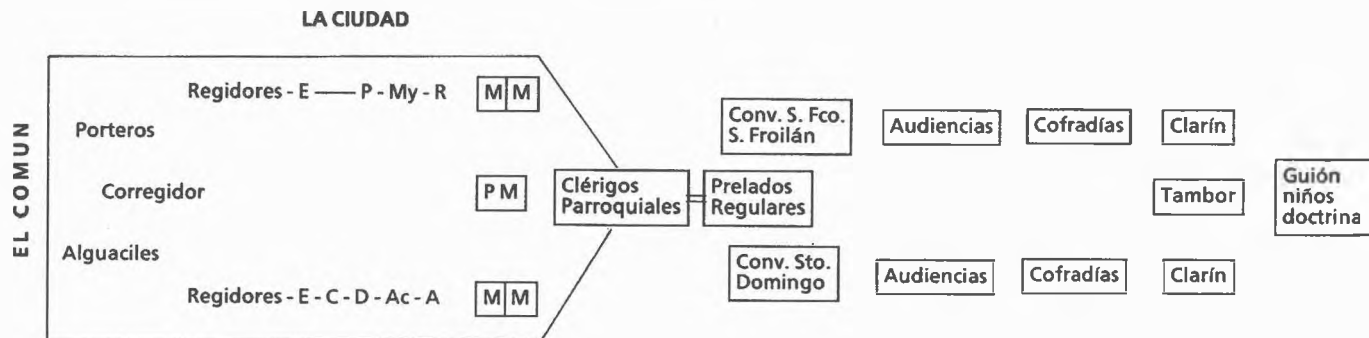 LA CIUDAD
EL COMUN
Regidores - E —— P - My - R
M M
Porteros
Corregidor
P M
Alguaciles
Regidores - E - C - D - Ac - A
M M
Clérigos
Parroquiales
Prelados
Regulares
Conv. S. Fco.
S. Froilán
Audiencias
Cofradías
Clarín
Tambor
Guión
niños
doctrina
Conv. Sto.
Domingo
Audiencias
Cofradías
Clarín